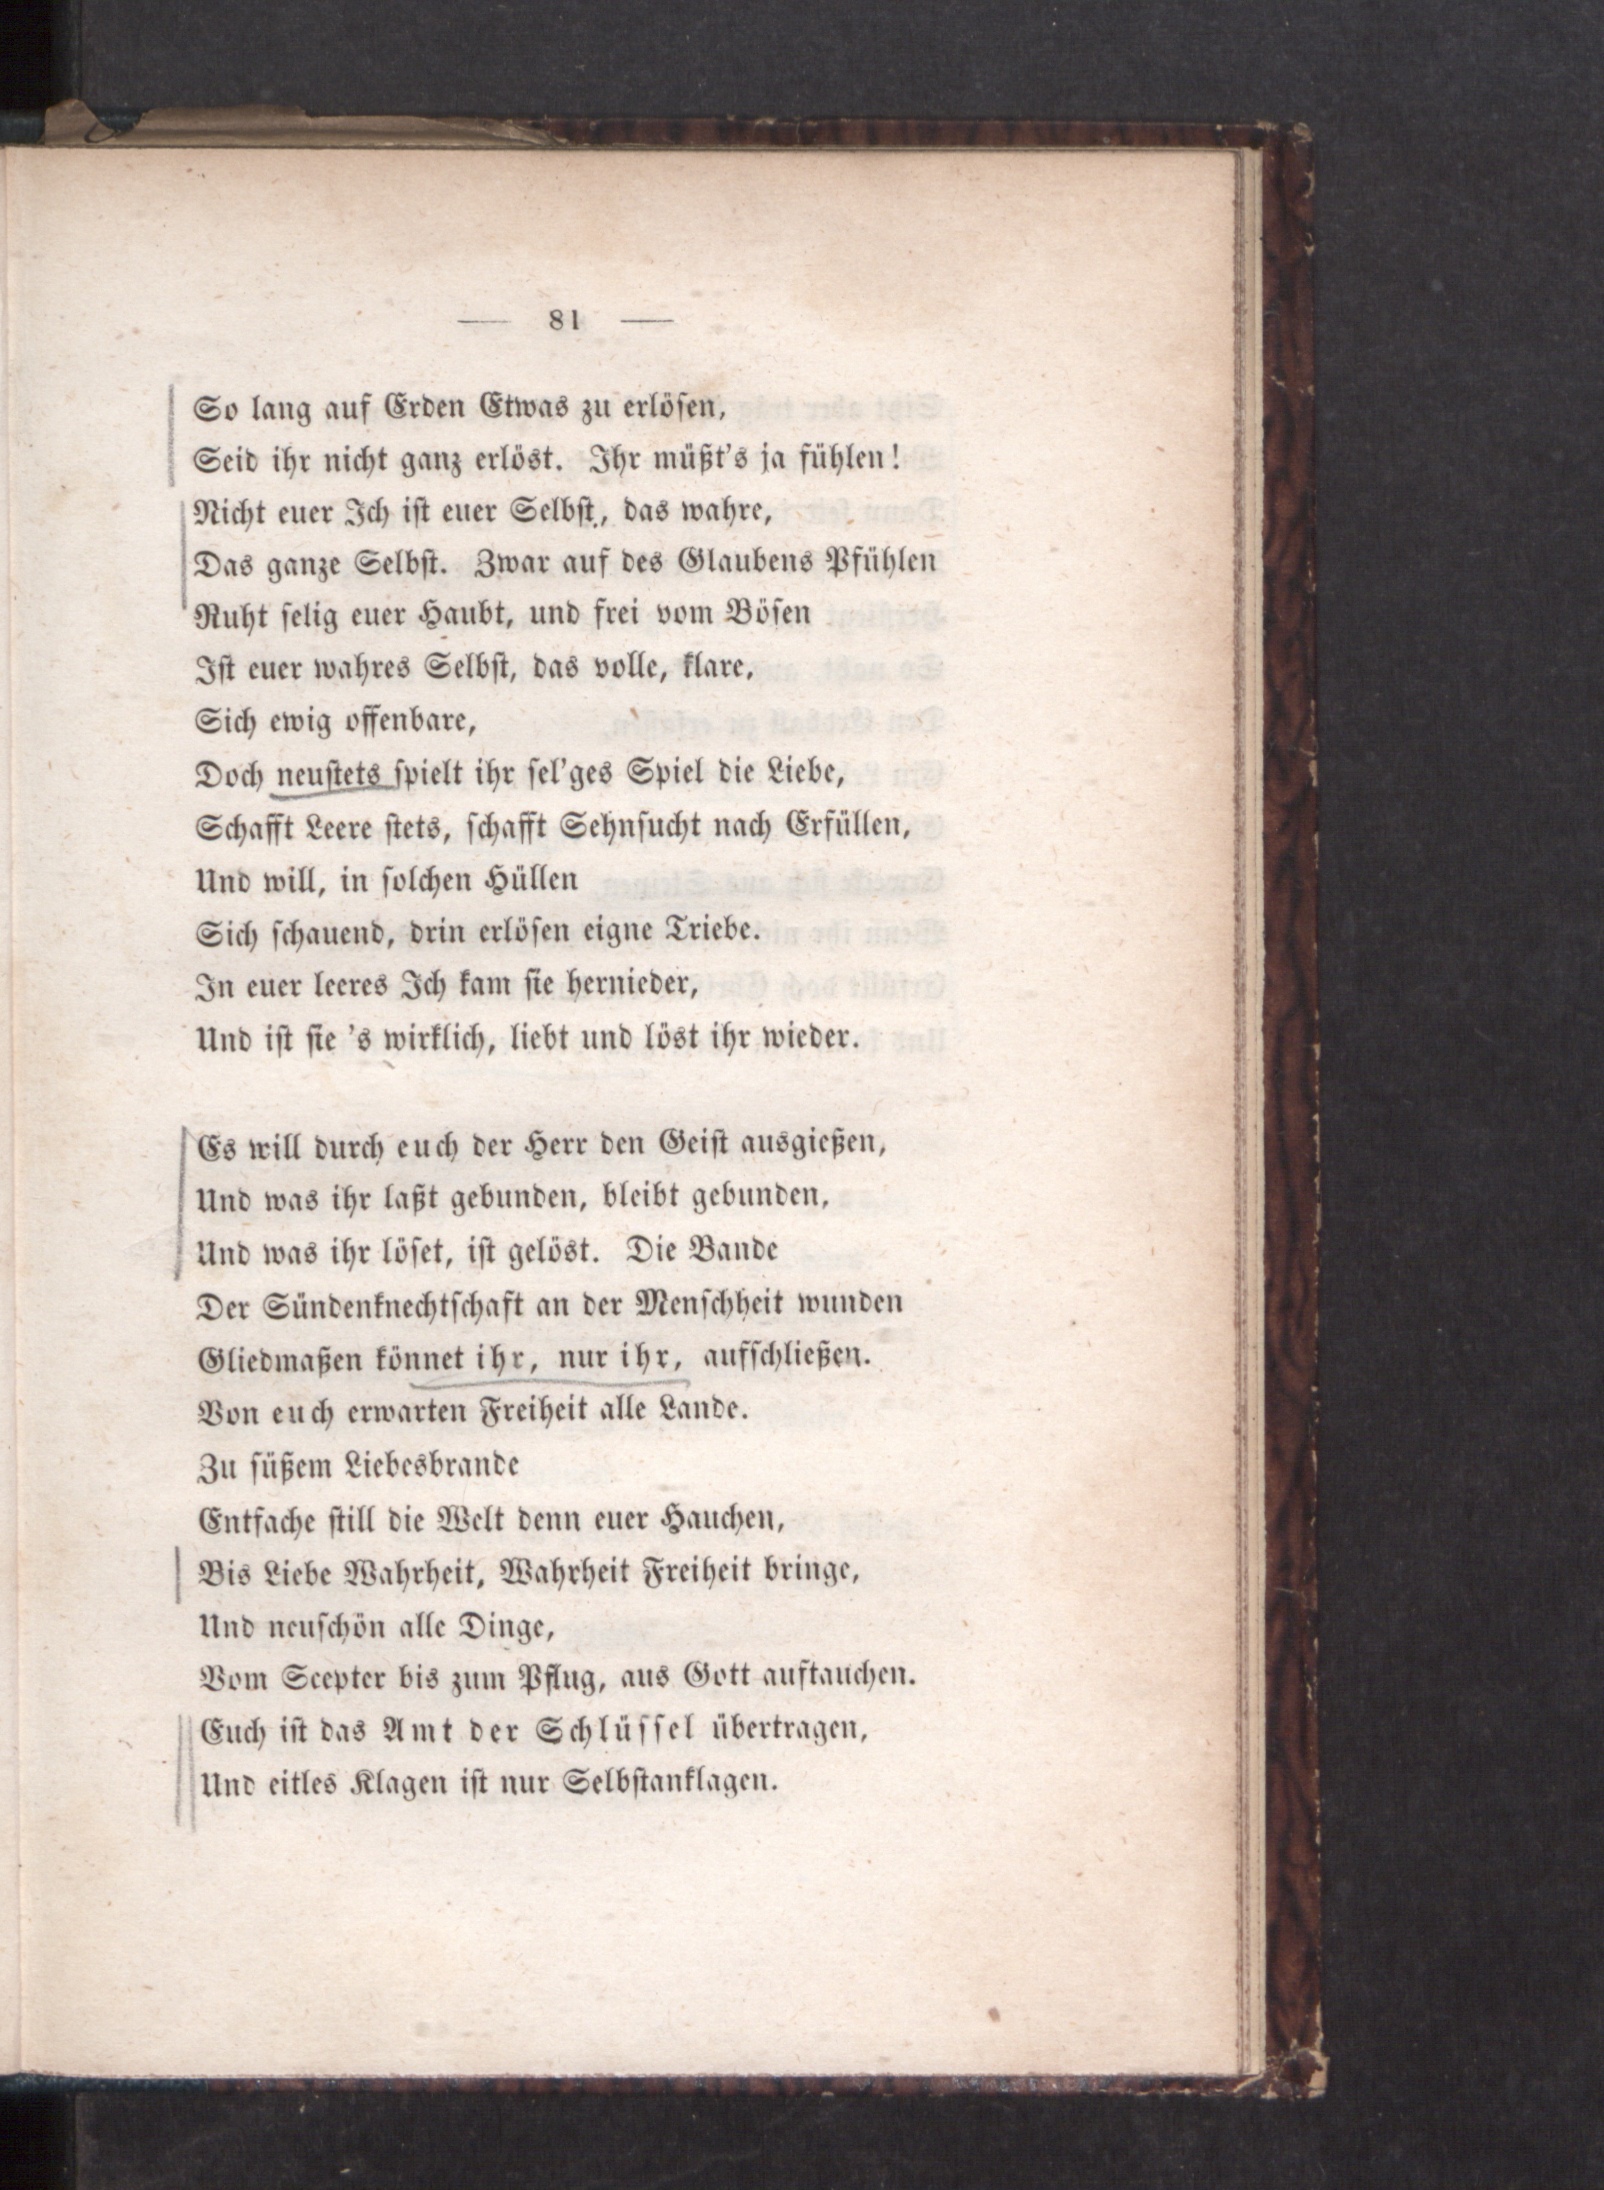 — 81 —
So lang auf Erden Etwas zu erlösen,
Seid ihr nicht ganz erlöst. Ihr müßt's ja fühlen!
Nicht euer Ich ist euer Selbst, das wahre,
Das ganze Selbst. Zwar auf des Glaubens Pfühlen
Ruht selig euer Haubt, und frei vom Bösen
Ist euer wahres Selbst, das volle, klare,
Sich ewig offenbare,
Doch neustets spielt ihr sel'ges Spiel die Liebe,
Schafft Leere stets, schafft Sehnsucht nach Erfüllen,
Und will, in solchen Hüllen
Sich schauend, drin erlösen eigne Triebe.
In euer leeres Ich kam sie hernieder,
Und ist sie 's wirklich, liebt und löst ihr wieder.
Es will durch euch der Herr den Geist ausgießen,
Und was ihr laßt gebunden, bleibt gebunden,
Und was ihr löset, ist gelöst. Die Bande
Der Sündenknechtschaft an der Menschheit wunden
Gliedmaßen könnet ihr, nur ihr, aufschließen.
Von euch erwarten Freiheit alle Lande.
Zu süßem Liebesbrande
Entfache still die Welt denn euer Hauchen,
Bis Liebe Wahrheit, Wahrheit Freiheit bringe,
Und neuschön alle Dinge,
Vom Scepter bis zum Pflug, aus Gott auftauchen.
Euch ist das Amt der Schlüssel übertragen,
Und eitles Klagen ist nur Selbstanklagen.